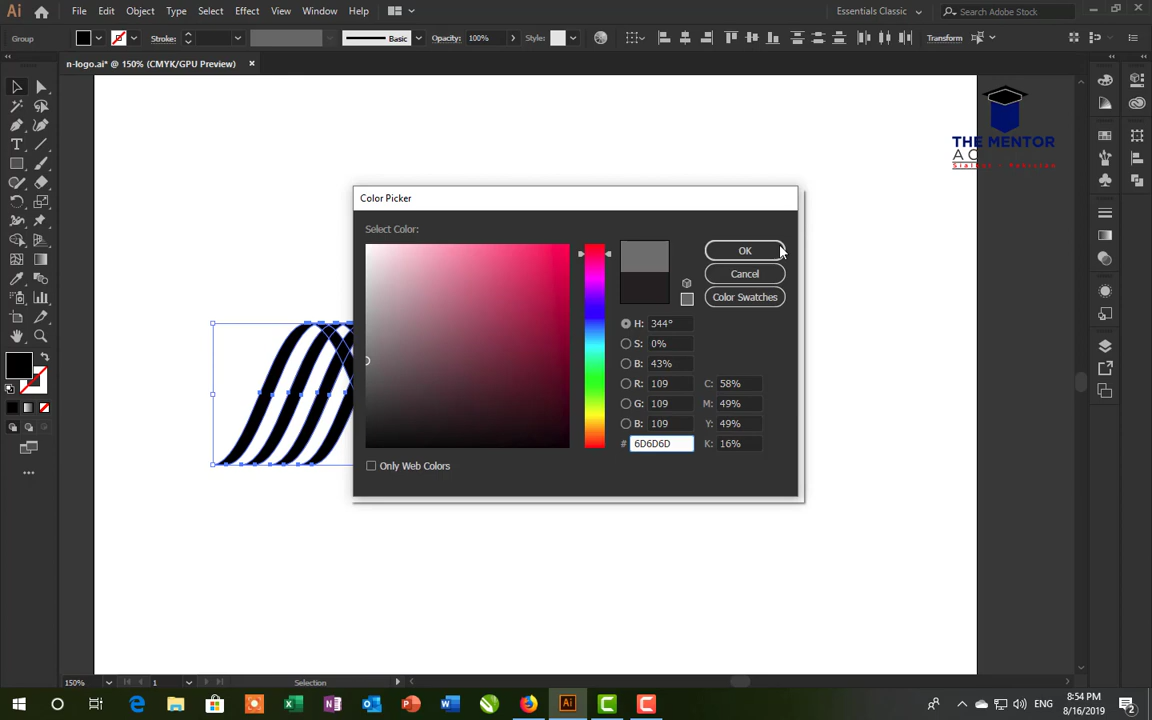 Ai File Edit Object Type Select Effect View Window Help Essentials Classic Search Adobe Stock
Group Stroke: Basic Opacity: 100% Style: Transform
n-logo.ai* @ 150% (CMYK/GPU Preview)
THE MENTOR
Color Picker
Select Color:
OK
Cancel
Color Swatches
H: 344°
S: 0%
B: 43%
R: 109 C: 58%
G: 109 M: 49%
B: 109 Y: 49%
# 6D6D6D K: 16%
Only Web Colors
150% 1 Selection
ENG 8:54 PM
8/16/2019 2